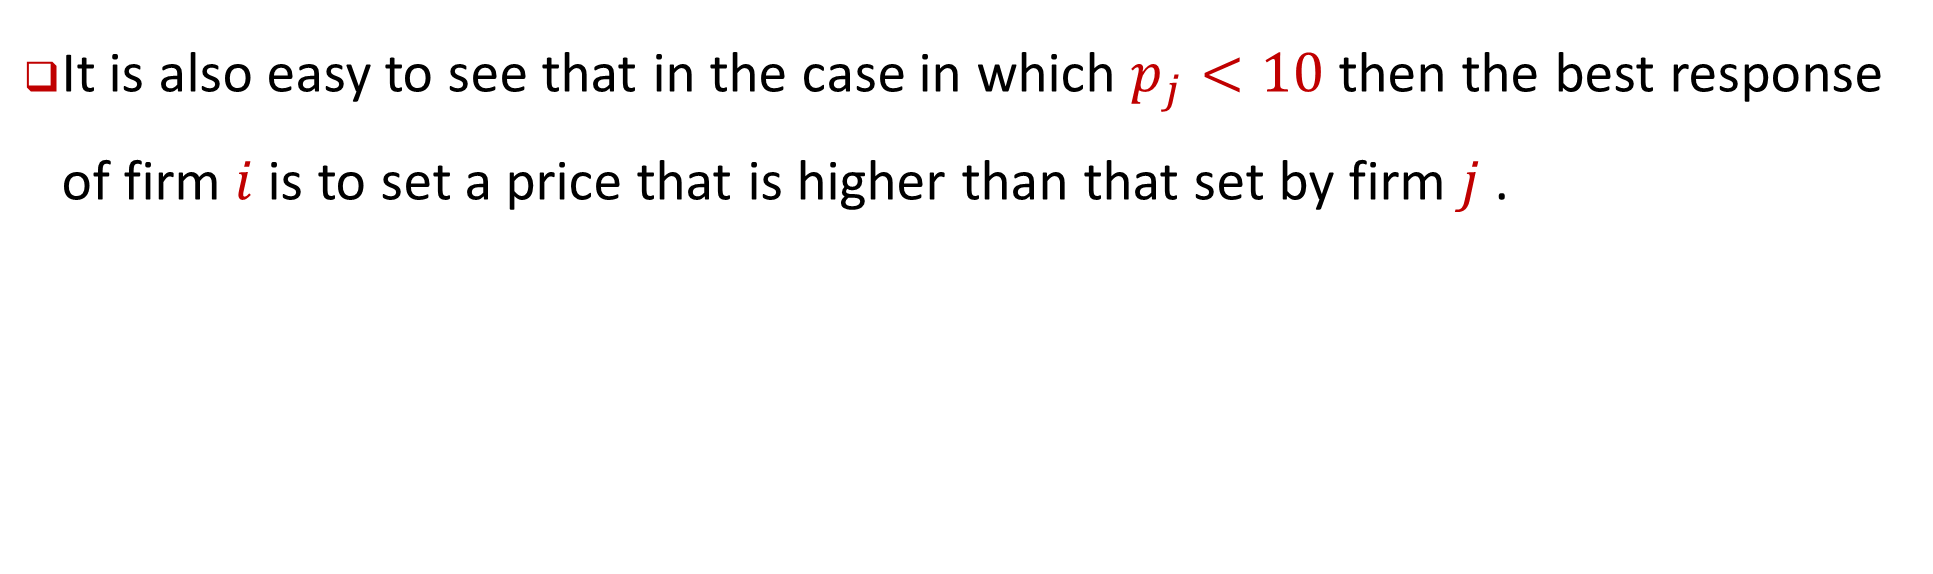 ❑It is also easy to see that in the case in which 𝑝ⱼ < 10 then the best response
of firm 𝑖 is to set a price that is higher than that set by firm 𝑗 .